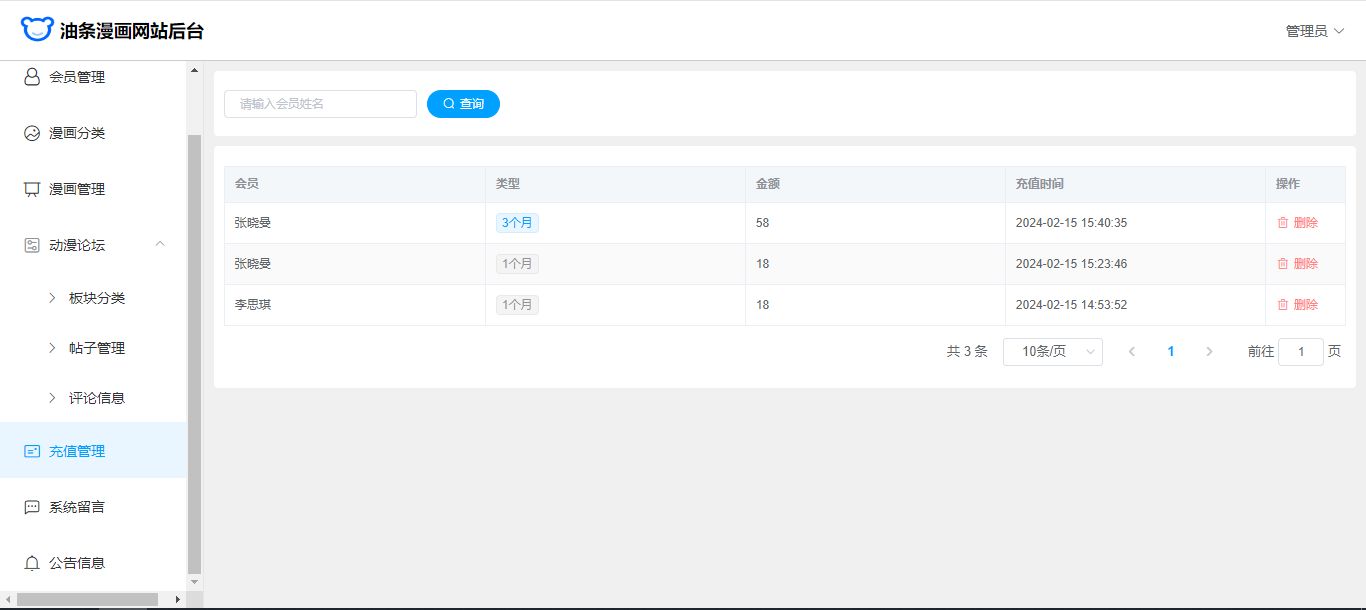 油条漫画网站后台
管理员
会员管理
漫画分类
漫画管理
动漫论坛
板块分类
帖子管理
评论信息
充值管理
系统留言
公告信息
请输入会员姓名
查询
会员 类型 金额 充值时间 操作
张晓曼 3个月 58 2024-02-15 15:40:35 删除
张晓曼 1个月 18 2024-02-15 15:23:46 删除
李思琪 1个月 18 2024-02-15 14:53:52 删除
共 3 条 10条/页 1 前往 1 页